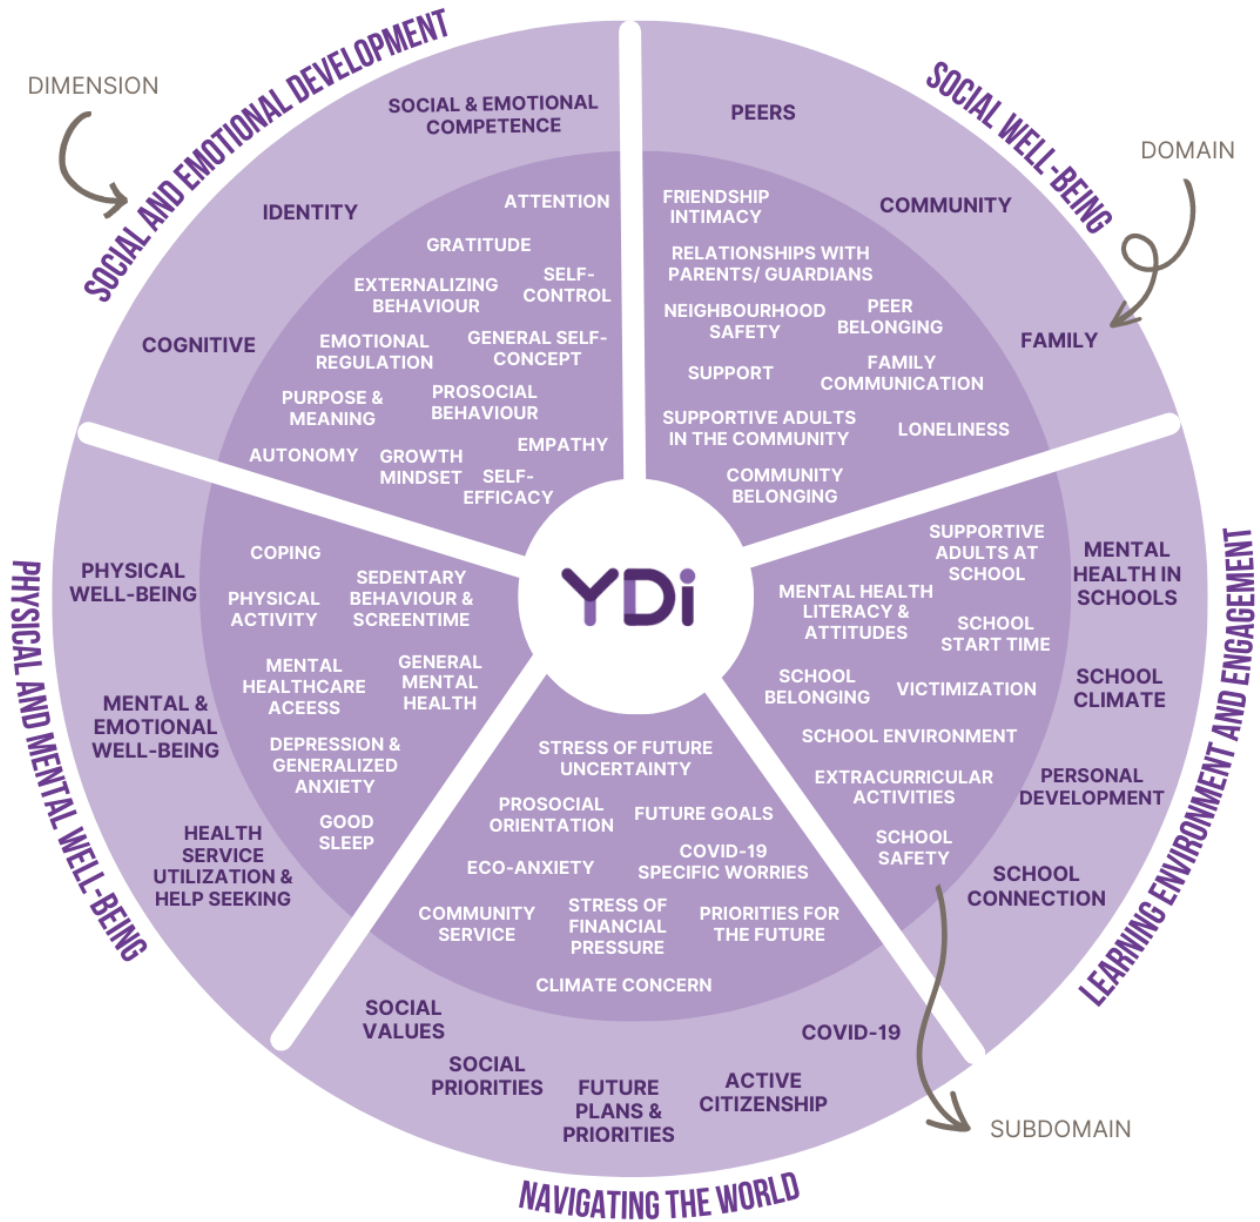 DIMENSION
SOCIAL AND EMOTIONAL DEVELOPMENT
SOCIAL & EMOTIONAL
COMPETENCE
IDENTITY
COGNITIVE
ATTENTION
GRATITUDE
EXTERNALIZING
BEHAVIOUR
SELF-
CONTROL
EMOTIONAL
REGULATION
GENERAL SELF-
CONCEPT
PURPOSE &
MEANING
PROSOCIAL
BEHAVIOUR
EMPATHY
AUTONOMY
GROWTH
MINDSET
SELF-
EFFICACY
SOCIAL WELL-BEING
DOMAIN
PEERS
COMMUNITY
FAMILY
FRIENDSHIP
INTIMACY
RELATIONSHIPS WITH
PARENTS/ GUARDIANS
NEIGHBOURHOOD
SAFETY
PEER
BELONGING
SUPPORT
FAMILY
COMMUNICATION
SUPPORTIVE ADULTS
IN THE COMMUNITY
LONELINESS
COMMUNITY
BELONGING
YDi
PHYSICAL AND MENTAL WELL-BEING
PHYSICAL
WELL-BEING
MENTAL &
EMOTIONAL
WELL-BEING
HEALTH
SERVICE
UTILIZATION &
HELP SEEKING
COPING
PHYSICAL
ACTIVITY
SEDENTARY
BEHAVIOUR &
SCREENTIME
MENTAL
HEALTHCARE
ACEESS
GENERAL
MENTAL
HEALTH
DEPRESSION &
GENERALIZED
ANXIETY
GOOD
SLEEP
LEARNING ENVIRONMENT AND ENGAGEMENT
SUPPORTIVE
ADULTS AT
SCHOOL
MENTAL HEALTH
LITERACY &
ATTITUDES
SCHOOL
START TIME
SCHOOL
BELONGING
VICTIMIZATION
SCHOOL ENVIRONMENT
EXTRACURRICULAR
ACTIVITIES
SCHOOL
SAFETY
MENTAL
HEALTH IN
SCHOOLS
SCHOOL
CLIMATE
PERSONAL
DEVELOPMENT
SCHOOL
CONNECTION
SUBDOMAIN
STRESS OF FUTURE
UNCERTAINTY
PROSOCIAL
ORIENTATION
FUTURE GOALS
ECO-ANXIETY
COVID-19
SPECIFIC WORRIES
COMMUNITY
SERVICE
STRESS OF
FINANCIAL
PRESSURE
PRIORITIES FOR
THE FUTURE
CLIMATE CONCERN
SOCIAL
VALUES
SOCIAL
PRIORITIES
FUTURE
PLANS &
PRIORITIES
ACTIVE
CITIZENSHIP
COVID-19
NAVIGATING THE WORLD